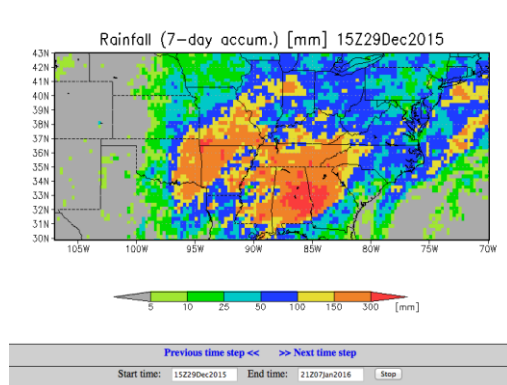 Rainfall (7-day accum.) [mm] 15Z29Dec2015
43N
42N
41N
40N
39N
38N
37N
36N
35N
34N
33N
32N
31N
30N
105W 100W 95W 90W 85W 80W 75W 70W
5 10 25 50 100 150 300 [mm]
Previous time step << >> Next time step
Start time: 15Z29Dec2015 End time: 21Z07Jan2016 Stop